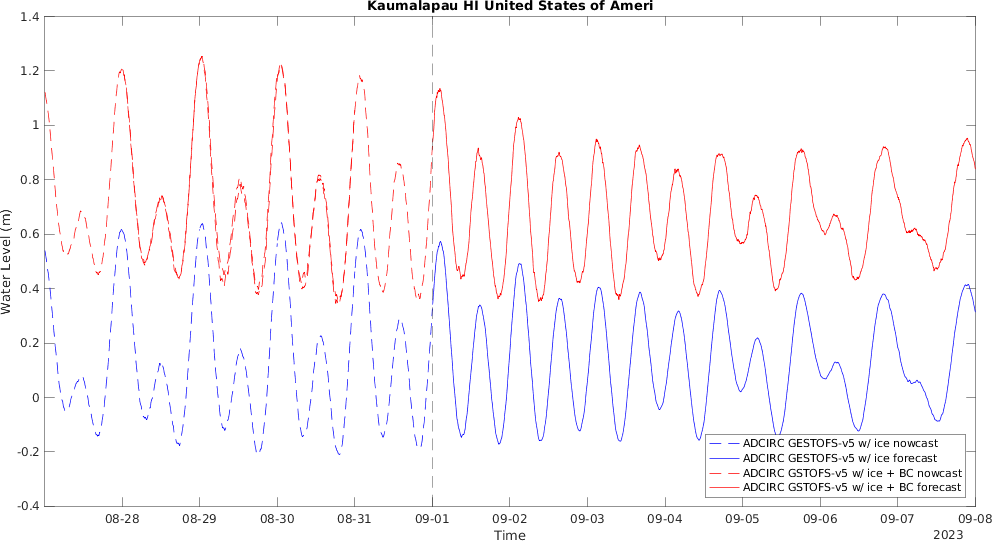 Kaumalapau HI United States of Ameri
1.4
1.2
1
0.8
0.6
0.4
0.2
0
-0.2
-0.4
Water Level (m)
ADCIRC GESTOFS-v5 w/ ice nowcast
ADCIRC GESTOFS-v5 w/ ice forecast
ADCIRC GSTOFS-v5 w/ ice + BC nowcast
ADCIRC GSTOFS-v5 w/ ice + BC forecast
08-28 08-29 08-30 08-31 09-01 09-02 09-03 09-04 09-05 09-06 09-07 09-08
Time
2023